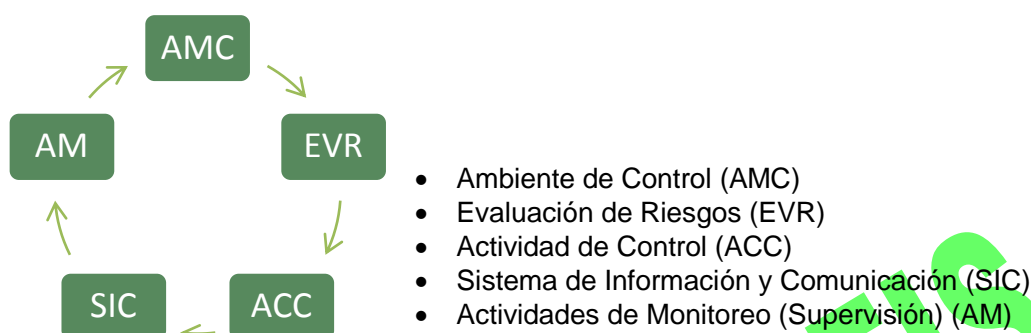 AMC
AM
EVR
SIC
ACC
• Ambiente de Control (AMC)
• Evaluación de Riesgos (EVR)
• Actividad de Control (ACC)
• Sistema de Información y Comunicación (SIC)
• Actividades de Monitoreo (Supervisión) (AM)